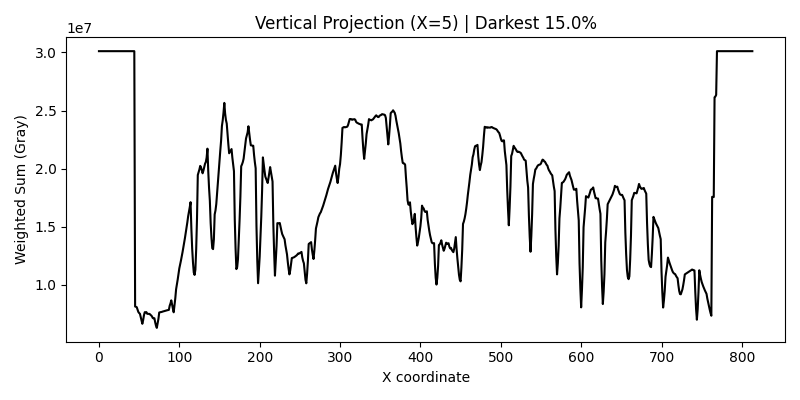 Vertical Projection (X=5) | Darkest 15.0%
1e7
3.0
2.5
2.0
1.5
1.0
Weighted Sum (Gray)
0 100 200 300 400 500 600 700 800
X coordinate